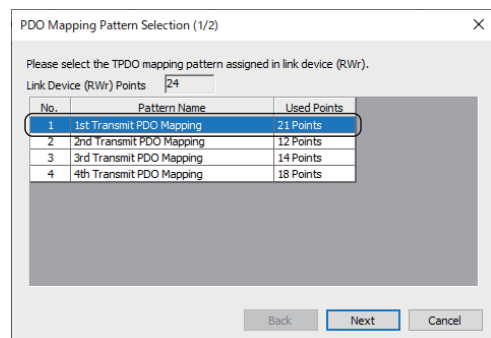 PDO Mapping Pattern Selection (1/2)
Please select the TPDO mapping pattern assigned in link device (RWr).
Link Device (RWr) Points 24
No. Pattern Name Used Points
1 1st Transmit PDO Mapping 21 Points
2 2nd Transmit PDO Mapping 12 Points
3 3rd Transmit PDO Mapping 14 Points
4 4th Transmit PDO Mapping 18 Points
Back Next Cancel